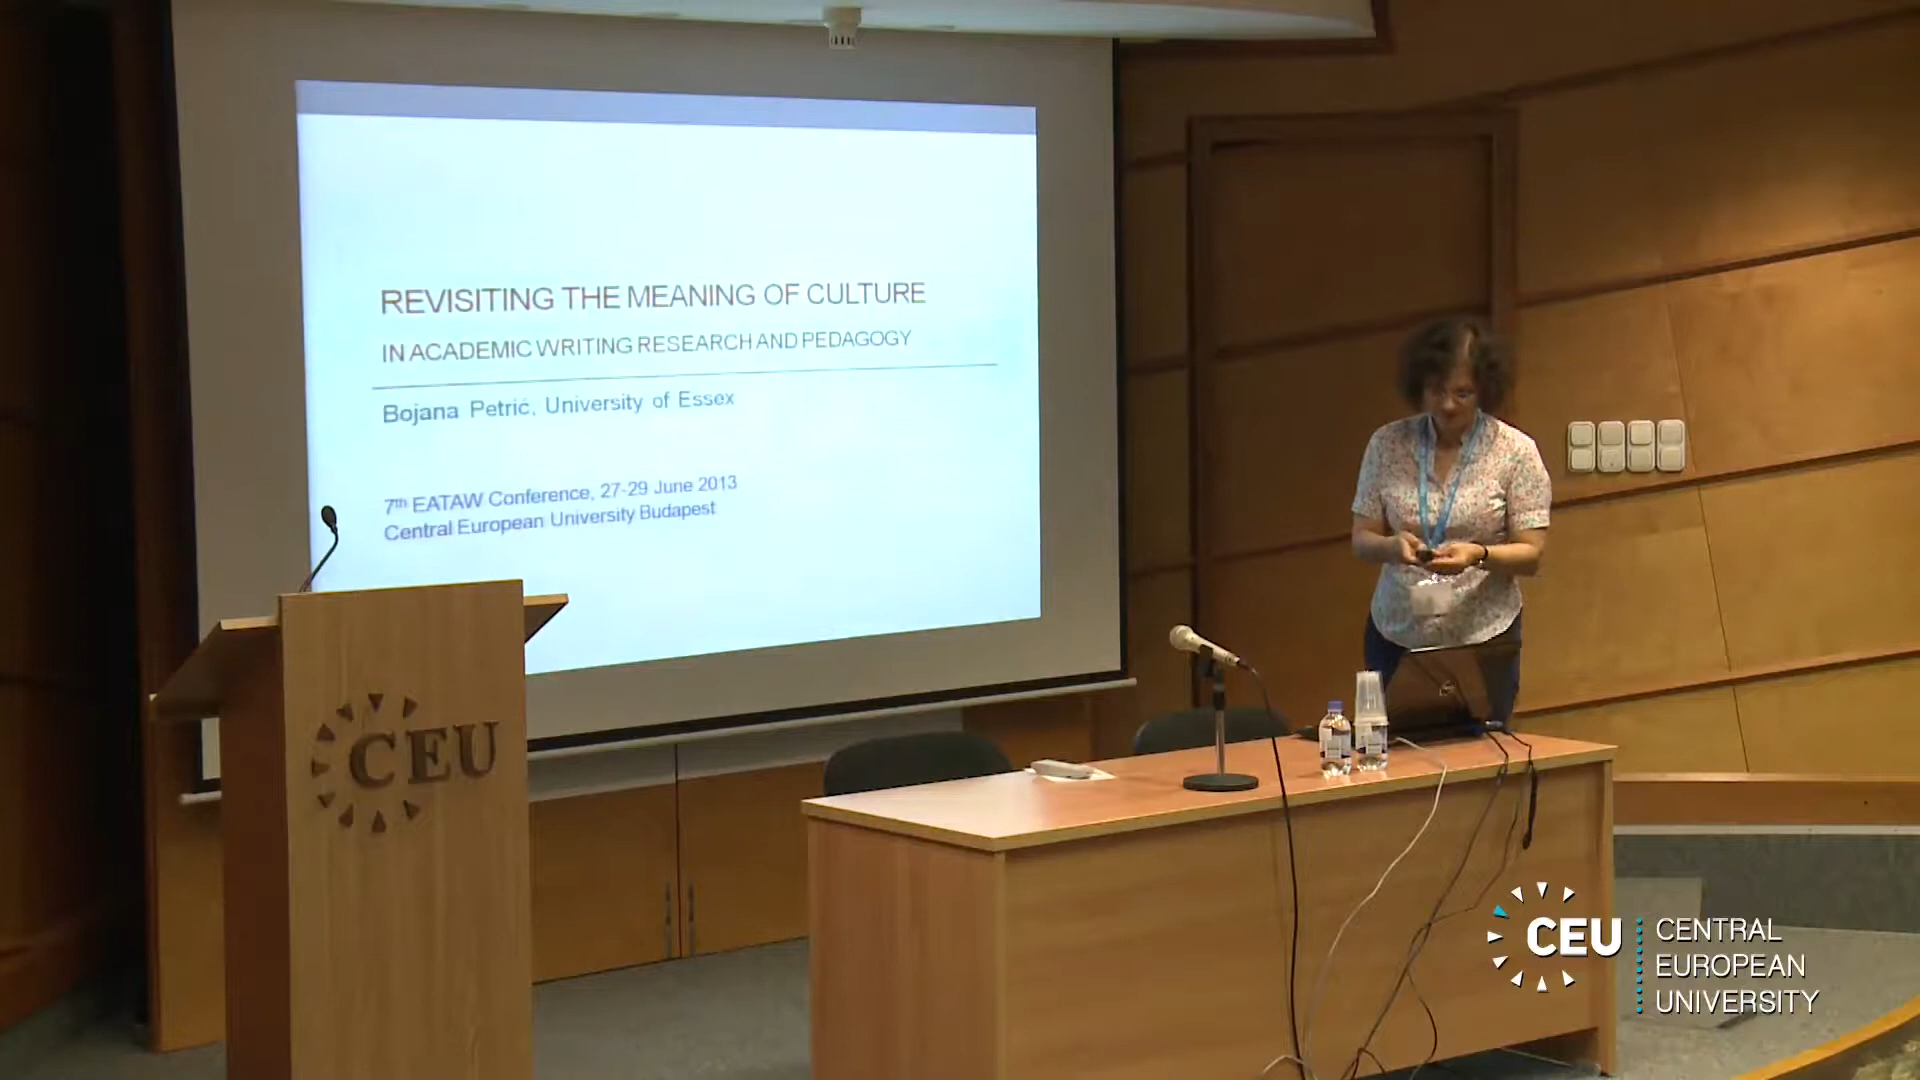 REVISITING THE MEANING OF CULTURE
IN ACADEMIC WRITING RESEARCH AND PEDAGOGY
Bojana Petrić, University of Essex
7th EATAW Conference, 27-29 June 2013
Central European University Budapest
CEU
CEU
CENTRAL
EUROPEAN
UNIVERSITY